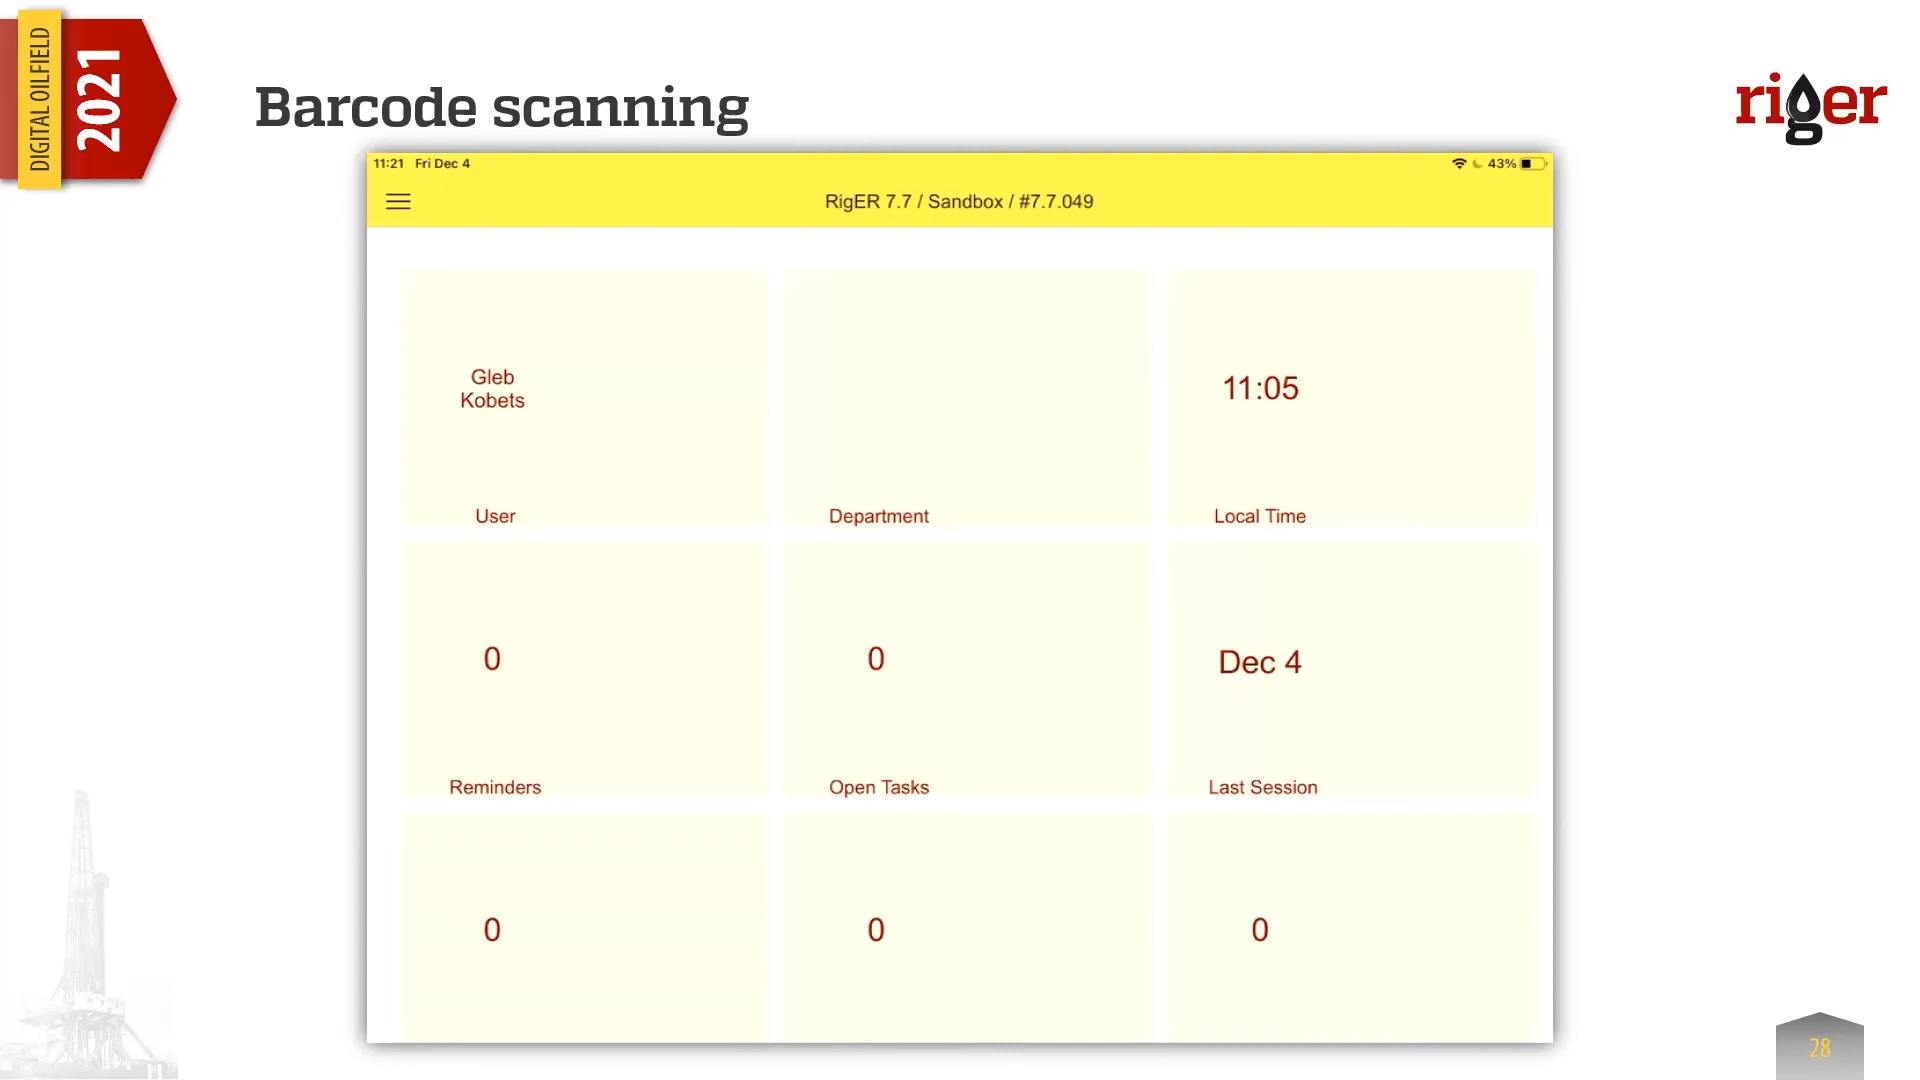 DIGITAL OILFIELD
2021
Barcode scanning
riger
11:21 Fri Dec 4
43%
RigER 7.7 / Sandbox / #7.7.049
Gleb
Kobets
11:05
User
Department
Local Time
0
0
Dec 4
Reminders
Open Tasks
Last Session
0
0
0
28